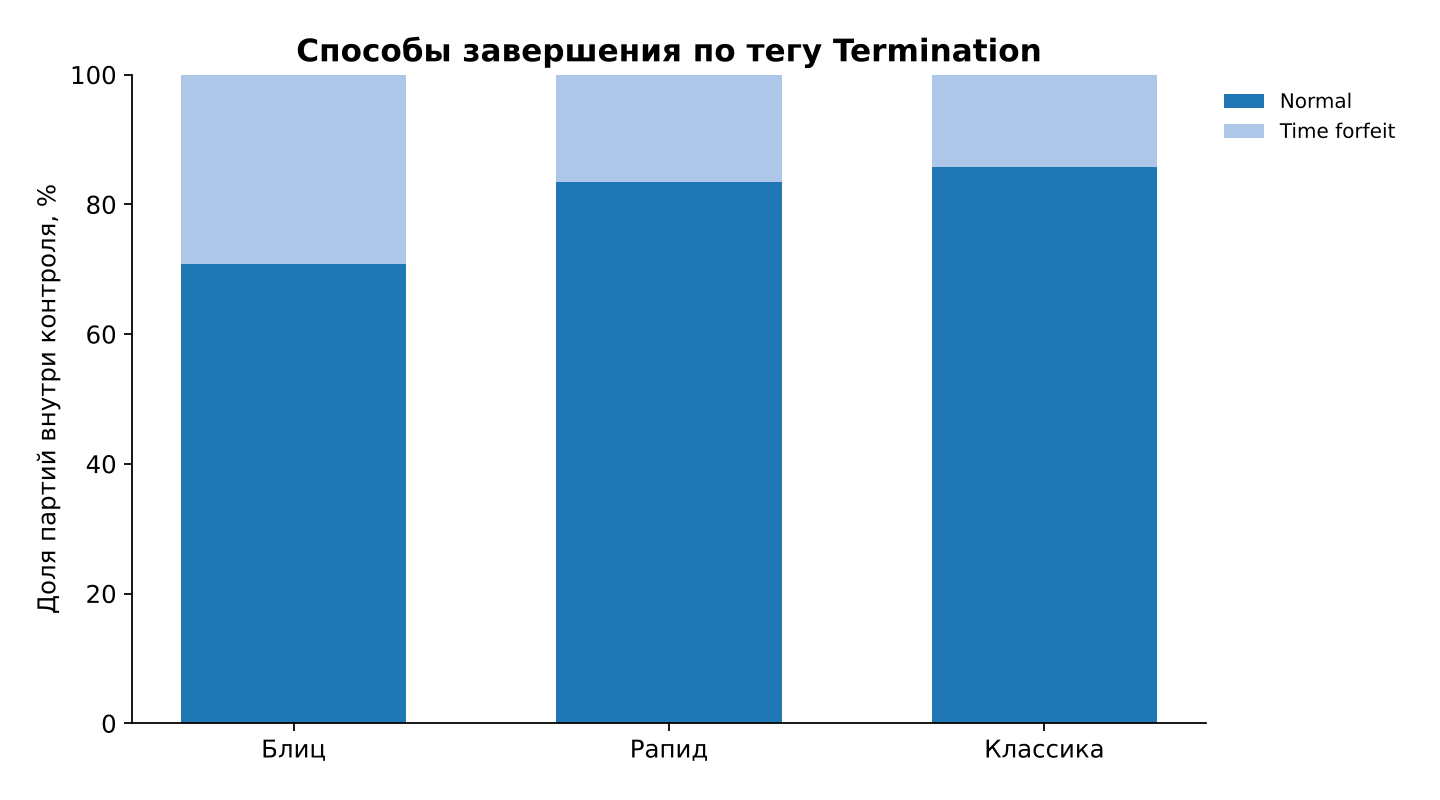 Способы завершения по тегу Termination
Доля партий внутри контроля, %
100
80
60
40
20
0
Блиц
Рапид
Классика
Normal
Time forfeit